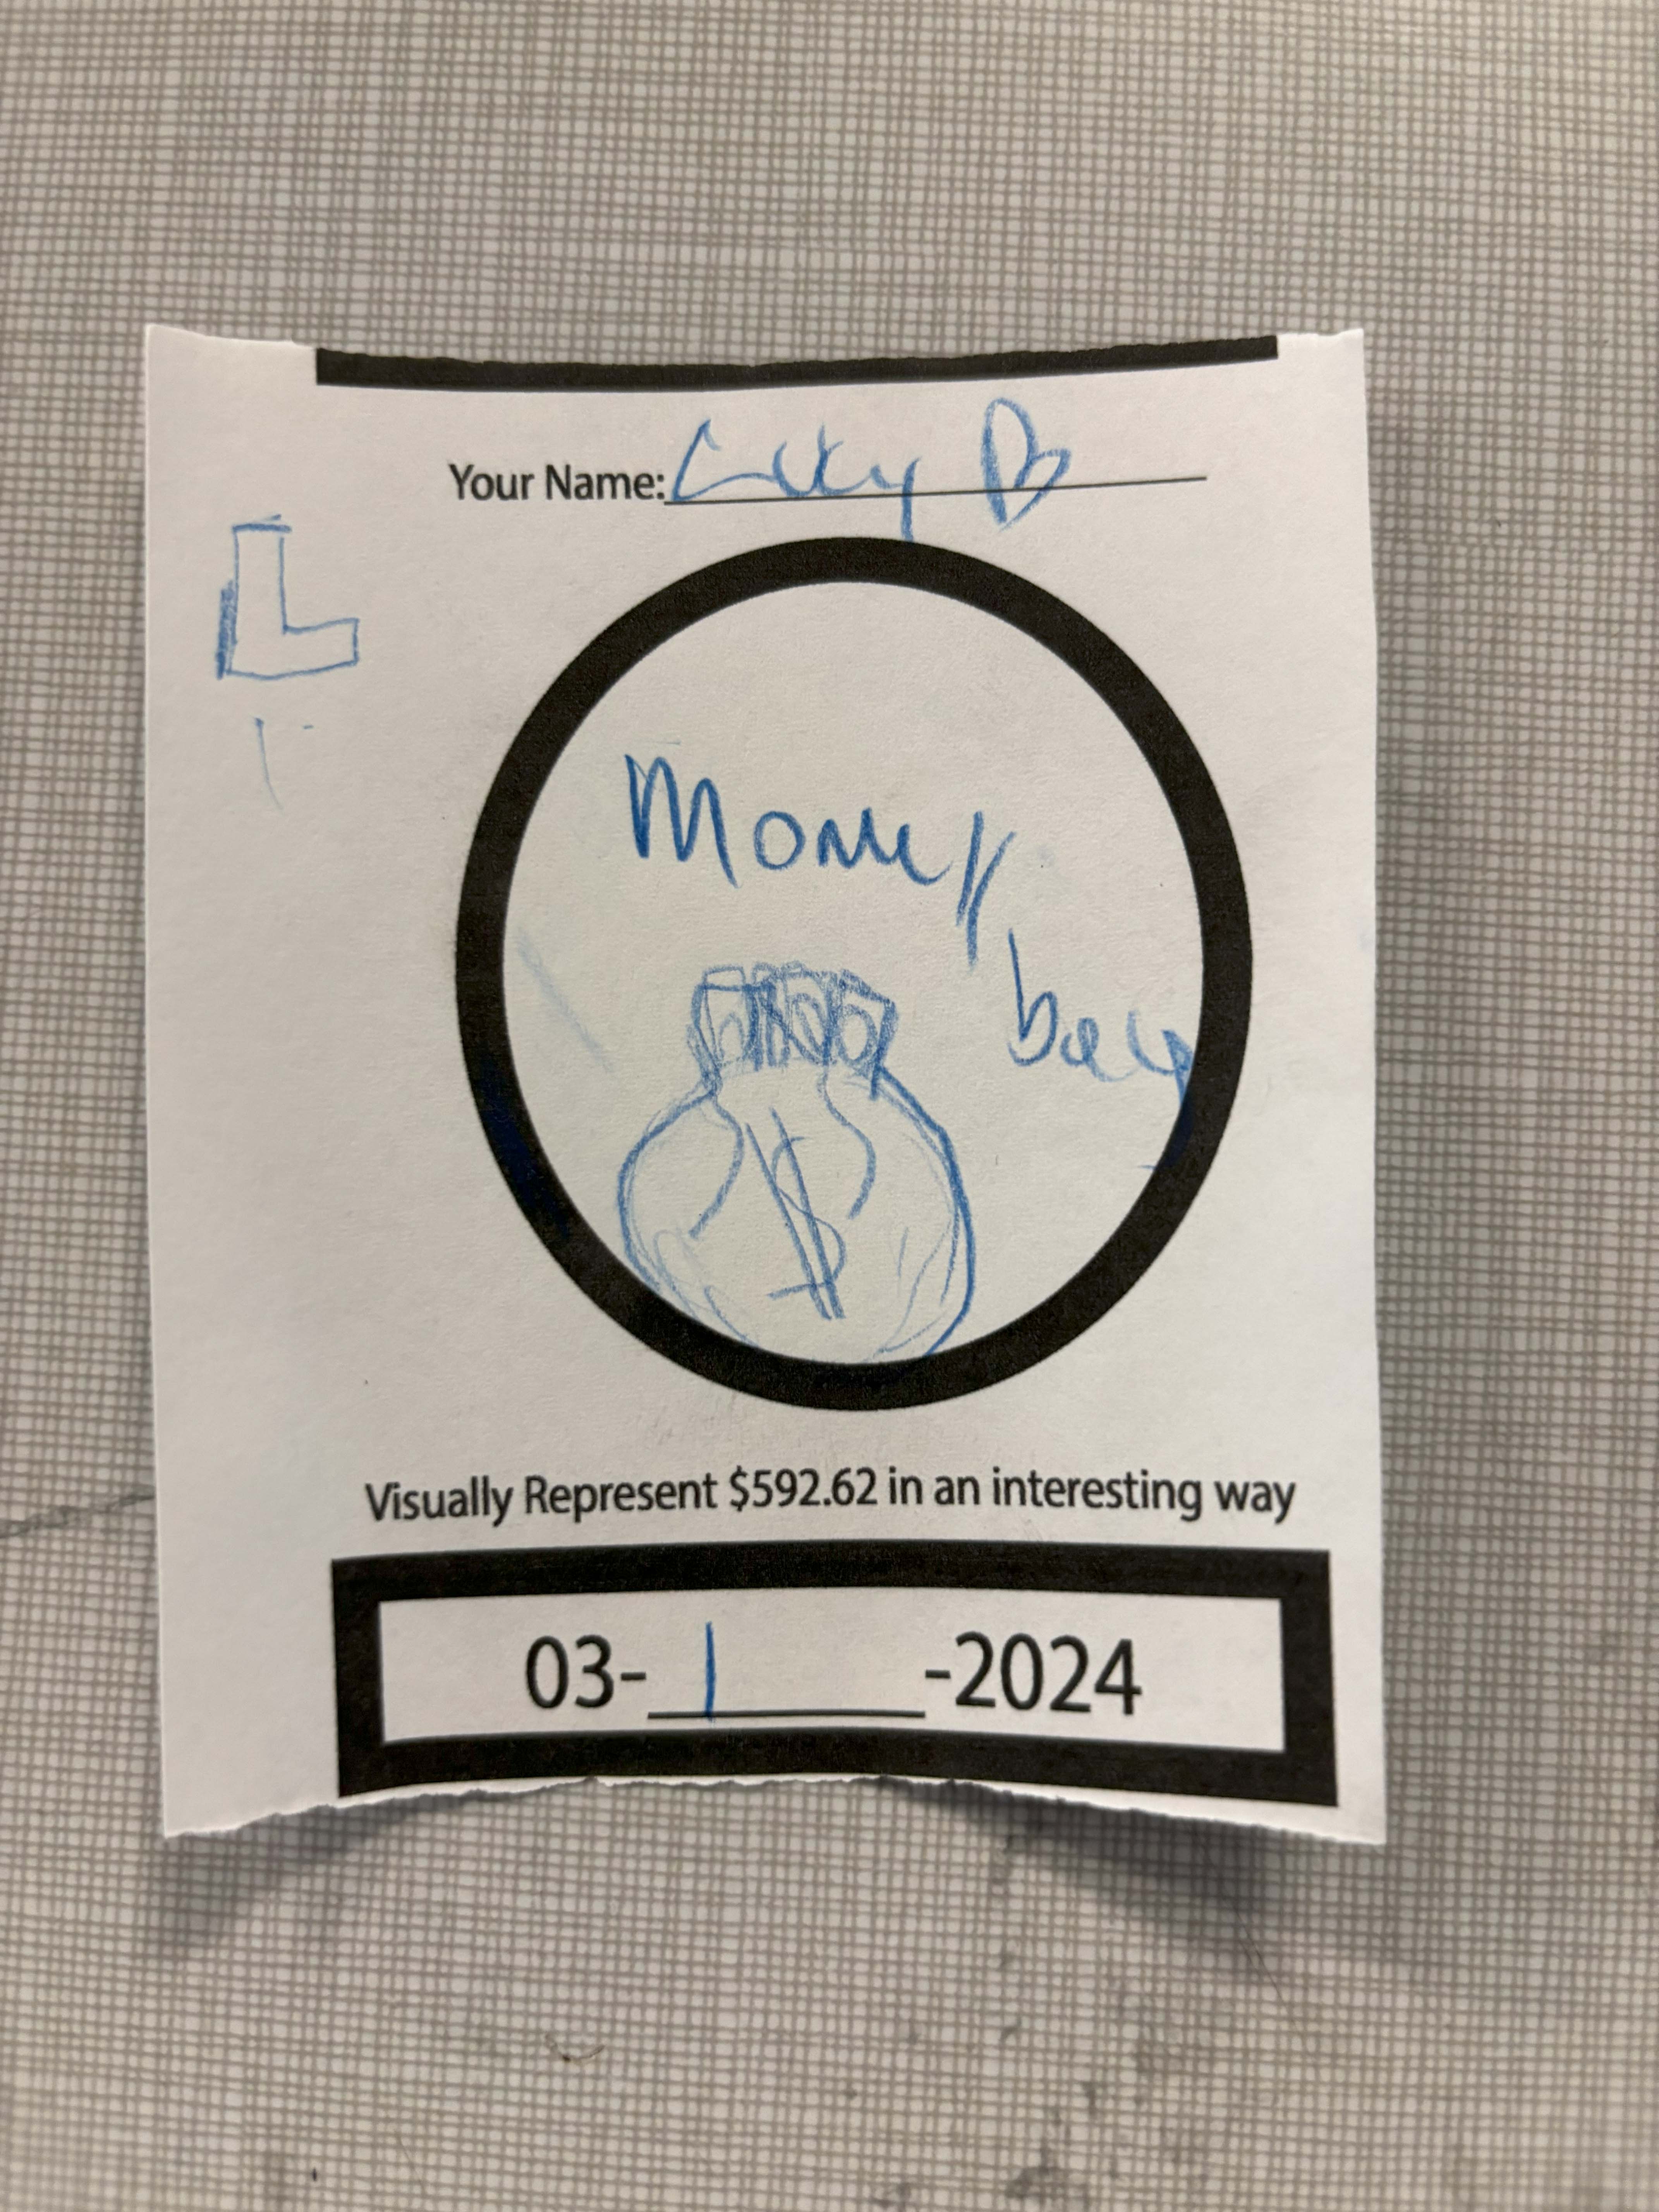 Your Name: B
L
Money
bag
$
Visually Represent $592.62 in an interesting way
03- 1 -2024